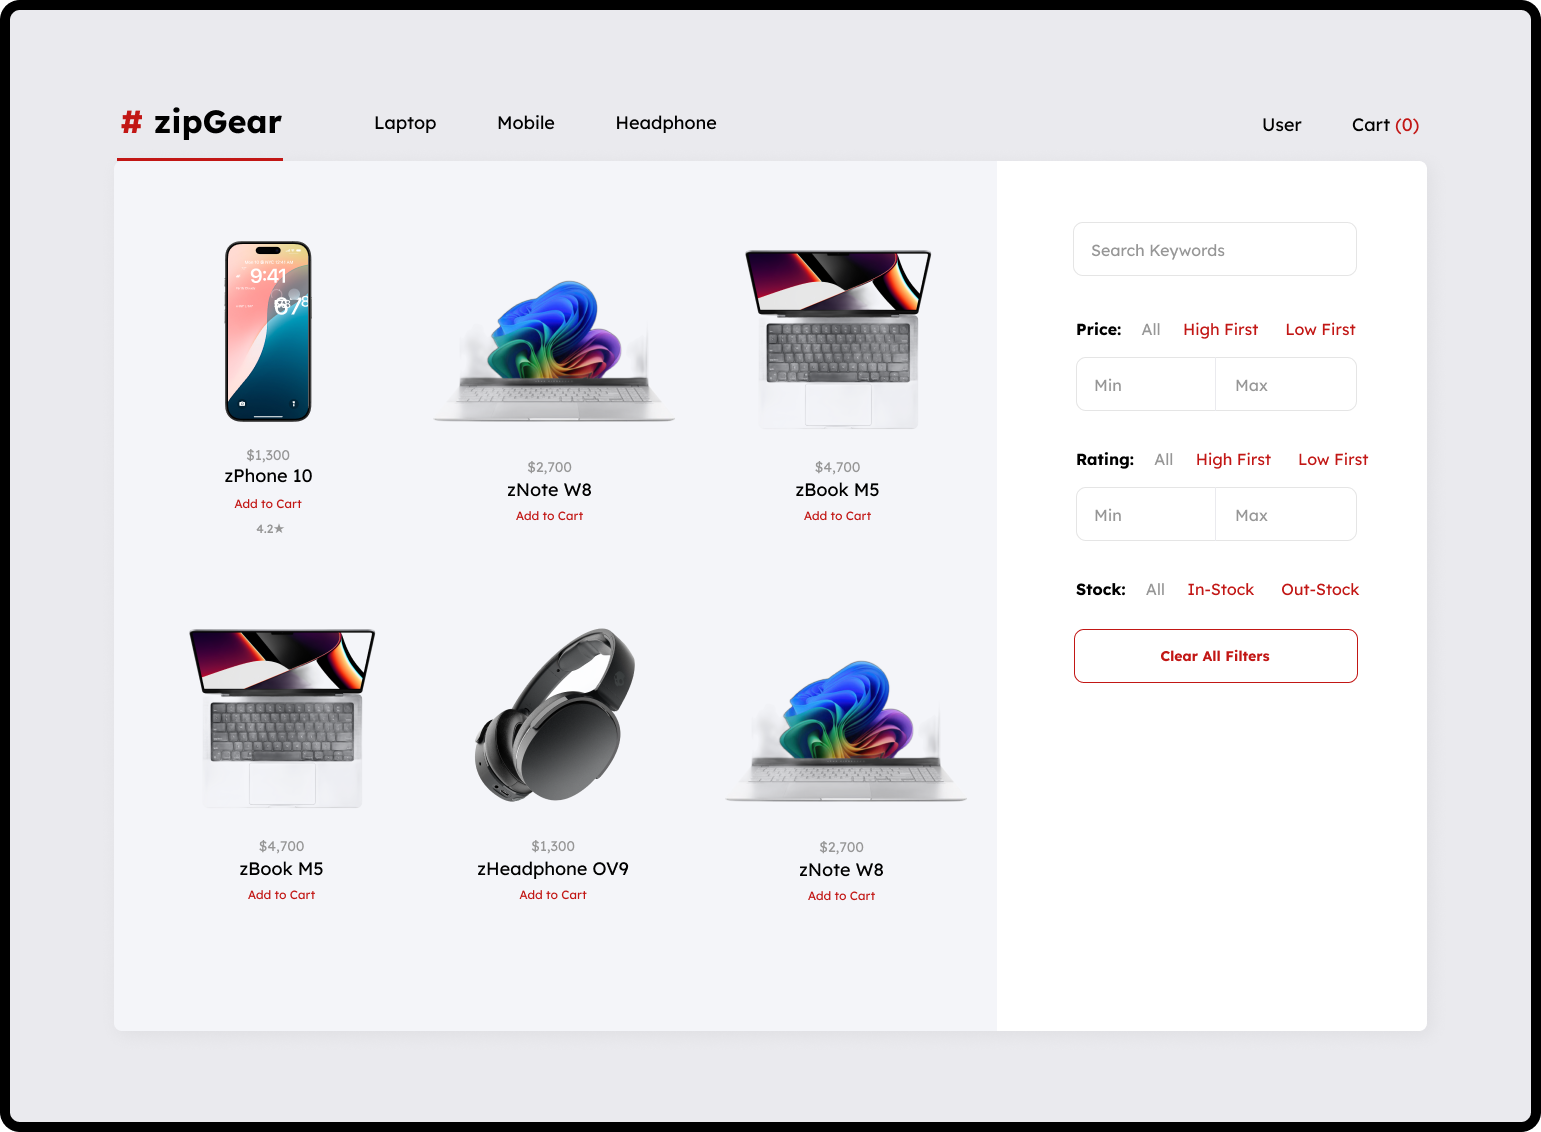 # zipGear
Laptop
Mobile
Headphone
User
Cart (0)
9:41
$1,300
zPhone 10
Add to Cart
4.2★
$2,700
zNote W8
Add to Cart
$4,700
zBook M5
Add to Cart
$4,700
zBook M5
Add to Cart
$1,300
zHeadphone OV9
Add to Cart
$2,700
zNote W8
Add to Cart
Search Keywords
Price: All High First Low First
Min Max
Rating: All High First Low First
Min Max
Stock: All In-Stock Out-Stock
Clear All Filters